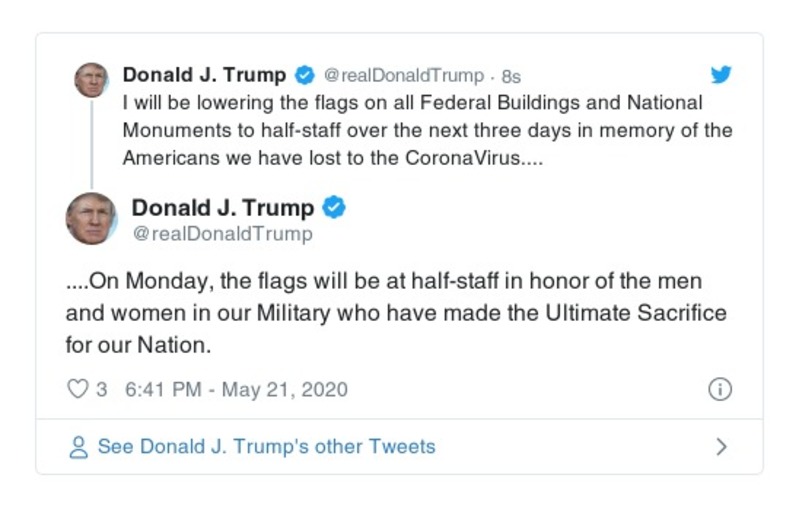 Donald J. Trump @realDonaldTrump · 8s
I will be lowering the flags on all Federal Buildings and National
Monuments to half-staff over the next three days in memory of the
Americans we have lost to the CoronaVirus....
Donald J. Trump
@realDonaldTrump
....On Monday, the flags will be at half-staff in honor of the men
and women in our Military who have made the Ultimate Sacrifice
for our Nation.
3 6:41 PM - May 21, 2020
See Donald J. Trump's other Tweets